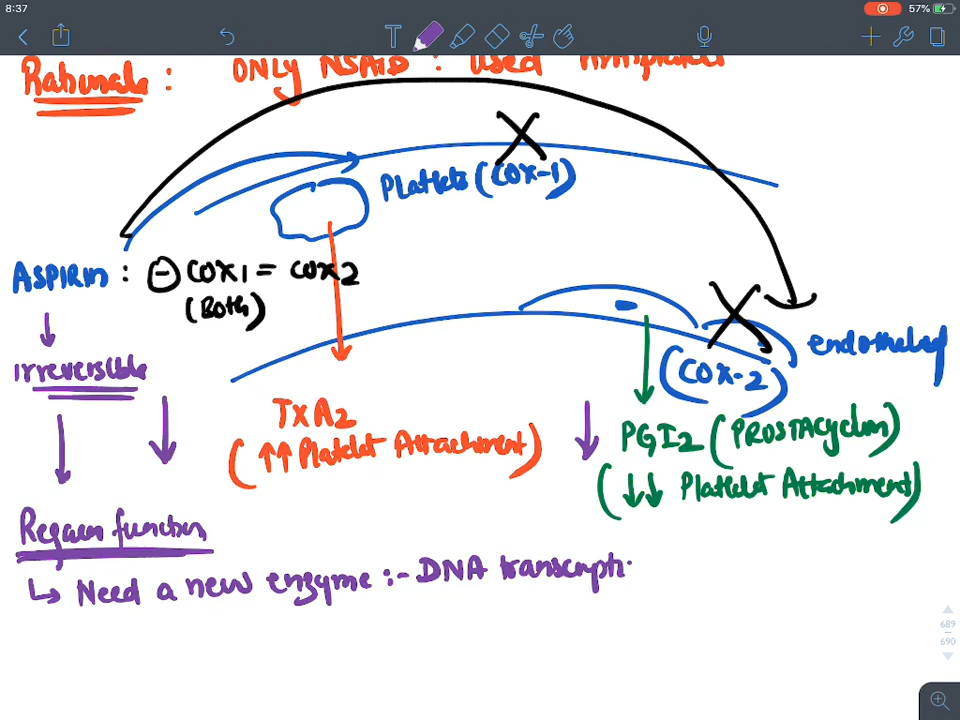 8:37
57%
T
Rationale : ONLY NSAID : used Antiplatelet
Platelets (COX-1)
ASPIRIN : ⊖ COX1 = COX2
(Both)
irreversible
endothelial
(COX-2)
TXA2
(↑↑ Platelet Attachment)
↓ PGI2 (PROSTACyclin)
(↓↓ Platelet Attachment)
Regain function
↳ Need a new enzyme :- DNA transcripti
689
690